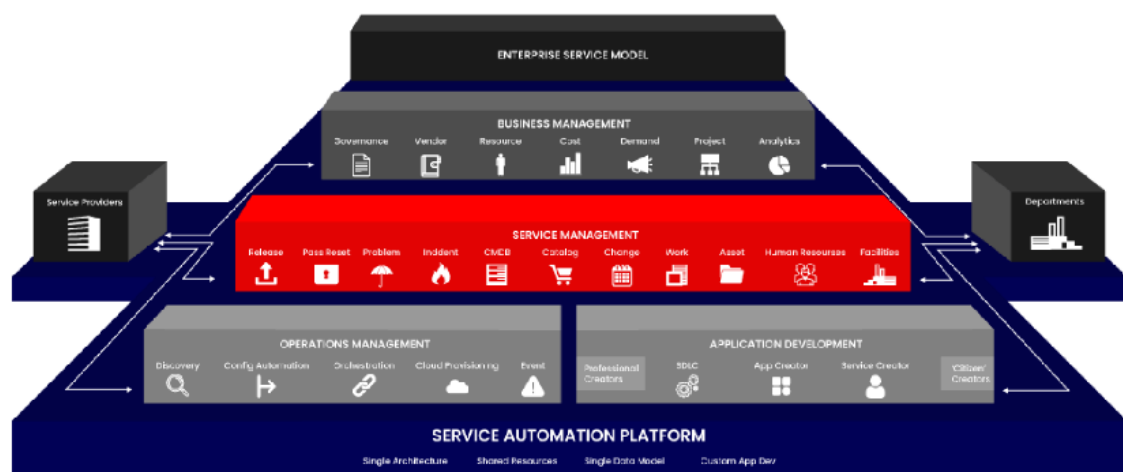 ENTERPRISE SERVICE MODEL
BUSINESS MANAGEMENT
Governance Vendor Resource Cost Demand Project Analytics
Service Providers
Departments
SERVICE MANAGEMENT
Release Pass Reset Problem Incident CMCB Catalog Change Work Asset Human Resourses Facilities
OPERATIONS MANAGEMENT
Discovery Config Automation Orchestration Cloud Provisioning Event
APPLICATION DEVELOPMENT
Professional Creators
SDLC App Creator Service Creator
'Citizen' Creators
SERVICE AUTOMATION PLATFORM
Single Architecture Shared Resources Single Data Model Custom App Dev